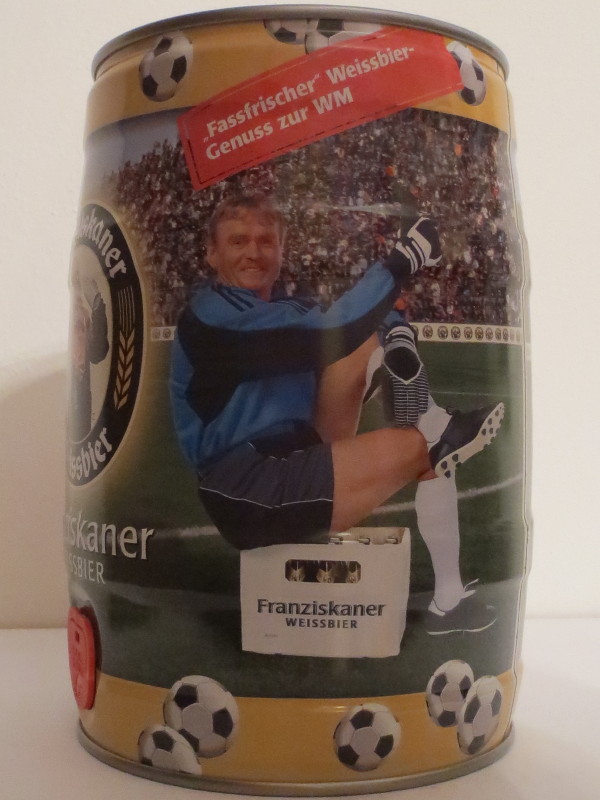 „Fassfrischer“ Weissbier-
Genuss zur WM
Franziskaner
WEISSBIER